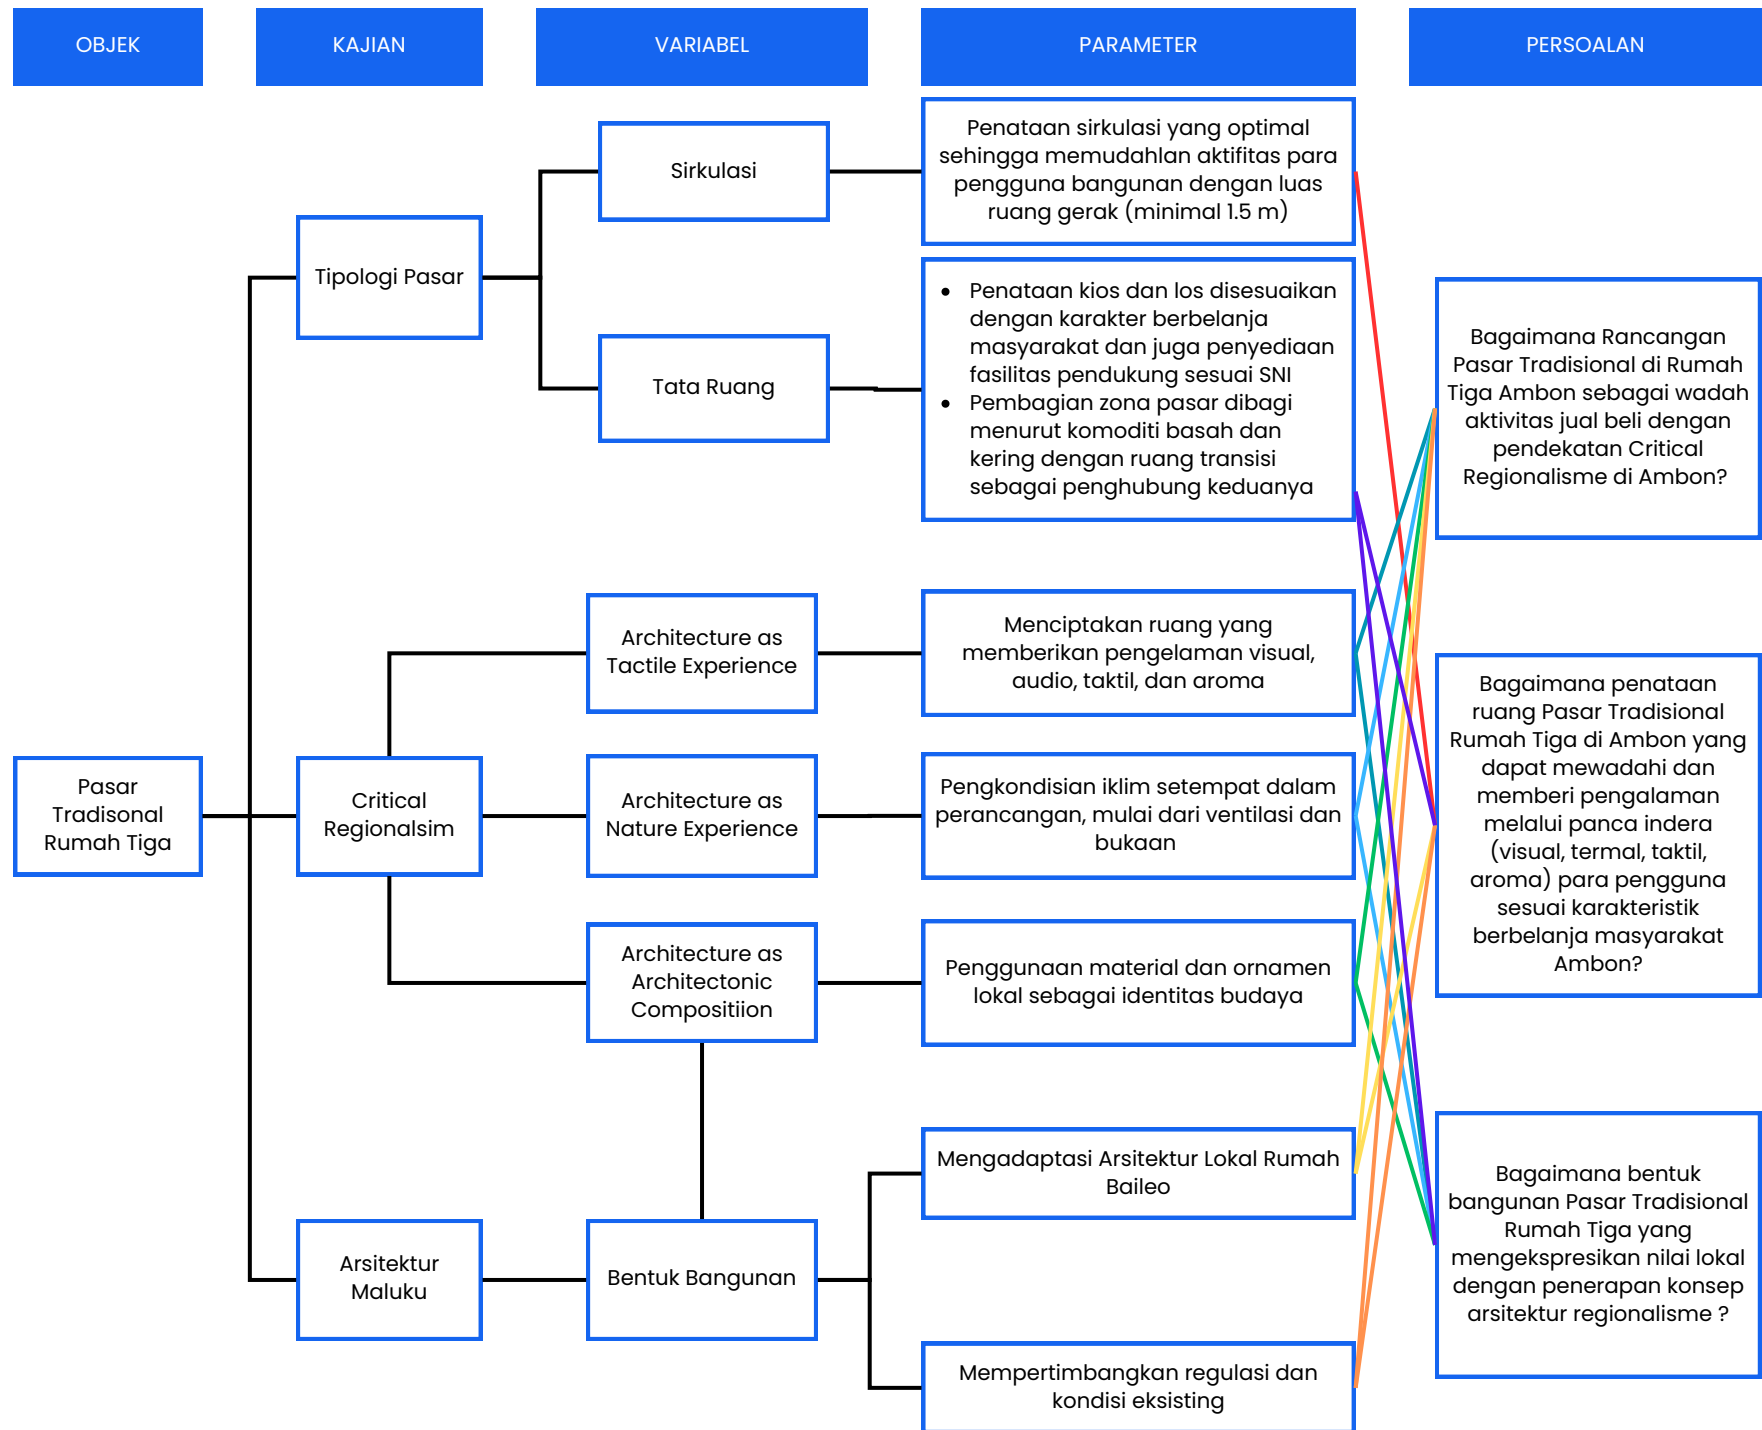 OBJEK
KAJIAN
VARIABEL
PARAMETER
PERSOALAN
Pasar
Tradisonal
Rumah Tiga
Tipologi Pasar
Critical
Regionalsim
Arsitektur
Maluku
Sirkulasi
Tata Ruang
Architecture as
Tactile Experience
Architecture as
Nature Experience
Architecture as
Architectonic
Compositiion
Bentuk Bangunan
Penataan sirkulasi yang optimal
sehingga memudahlan aktifitas para
pengguna bangunan dengan luas
ruang gerak (minimal 1.5 m)
• Penataan kios dan los disesuaikan
dengan karakter berbelanja
masyarakat dan juga penyediaan
fasilitas pendukung sesuai SNI
• Pembagian zona pasar dibagi
menurut komoditi basah dan
kering dengan ruang transisi
sebagai penghubung keduanya
Menciptakan ruang yang
memberikan pengelaman visual,
audio, taktil, dan aroma
Pengkondisian iklim setempat dalam
perancangan, mulai dari ventilasi dan
bukaan
Penggunaan material dan ornamen
lokal sebagai identitas budaya
Mengadaptasi Arsitektur Lokal Rumah
Baileo
Mempertimbangkan regulasi dan
kondisi eksisting
Bagaimana Rancangan
Pasar Tradisional di Rumah
Tiga Ambon sebagai wadah
aktivitas jual beli dengan
pendekatan Critical
Regionalisme di Ambon?
Bagaimana penataan
ruang Pasar Tradisional
Rumah Tiga di Ambon yang
dapat mewadahi dan
memberi pengalaman
melalui panca indera
(visual, termal, taktil,
aroma) para pengguna
sesuai karakteristik
berbelanja masyarakat
Ambon?
Bagaimana bentuk
bangunan Pasar Tradisional
Rumah Tiga yang
mengekspresikan nilai lokal
dengan penerapan konsep
arsitektur regionalisme ?